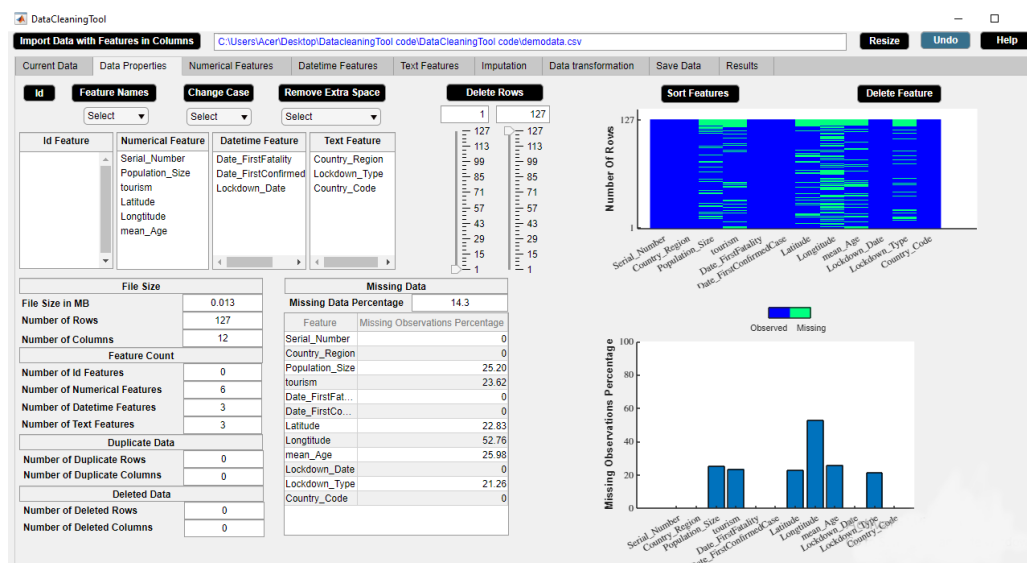 DataCleaningTool
Import Data with Features in Columns C:\Users\Acer\Desktop\DatacleaningTool code\DataCleaningTool code\demodata.csv Resize Undo Help
Current Data Data Properties Numerical Features Datetime Features Text Features Imputation Data transformation Save Data Results
Id Feature Names Change Case Remove Extra Space Delete Rows Sort Features Delete Feature
Select Select Select 1 127
Id Feature Numerical Feature Datetime Feature Text Feature
Serial_Number Date_FirstFatality Country_Region
Population_Size Date_FirstConfirmed Lockdown_Type
tourism Lockdown_Date Country_Code
Latitude
Longtitude
mean_Age
127 127
113 113
99 99
85 85
71 71
57 57
43 43
29 29
15 15
1 1
Number Of Rows
127
1
Serial_Number Country_Region Population_Size tourism Date_FirstFatality Date_FirstConfirmedCase Latitude Longtitude mean_Age Lockdown_Date Lockdown_Type Country_Code
Observed Missing
File Size
File Size in MB 0.013
Number of Rows 127
Number of Columns 12
Feature Count
Number of Id Features 0
Number of Numerical Features 6
Number of Datetime Features 3
Number of Text Features 3
Duplicate Data
Number of Duplicate Rows 0
Number of Duplicate Columns 0
Deleted Data
Number of Deleted Rows 0
Number of Deleted Columns 0
Missing Data
Missing Data Percentage 14.3
Feature Missing Observations Percentage
Serial_Number 0
Country_Region 0
Population_Size 25.20
tourism 23.62
Date_FirstFat... 0
Date_FirstCo... 0
Latitude 22.83
Longtitude 52.76
mean_Age 25.98
Lockdown_Date 0
Lockdown_Type 21.26
Country_Code 0
Missing Observations Percentage
100
80
60
40
20
0
Serial_Number Country_Region Population_Size tourism Date_FirstFatality Date_FirstConfirmedCase Latitude Longtitude mean_Age Lockdown_Date Lockdown_Type Country_Code